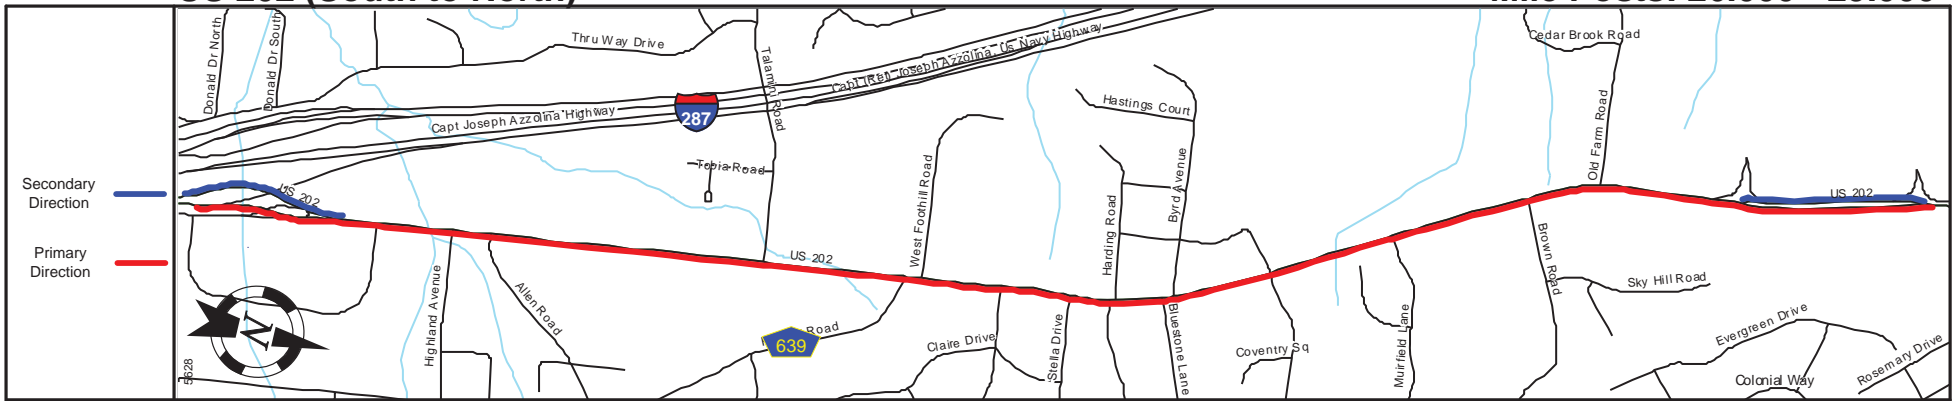 Donald Dr North
Donald Dr South
Thru Way Drive
Talamini Road
Capt (Ret) Joseph Azzolina, Us Navy Highway
Cedar Brook Road
Capt Joseph Azzolina Highway
287
Hastings Court
Old Farm Road
Tobia Road
West Foothill Road
Byrd Avenue
Harding Road
Secondary
Direction
US 202
US 202
US 202
Primary
Direction
Highland Avenue
Allen Road
639
Road
Claire Drive
Stella Drive
Bluestone Lane
Coventry Sq
Muirfield Lane
Brown Road
Sky Hill Road
Evergreen Drive
Colonial Way
Rosemary Drive
N
5628